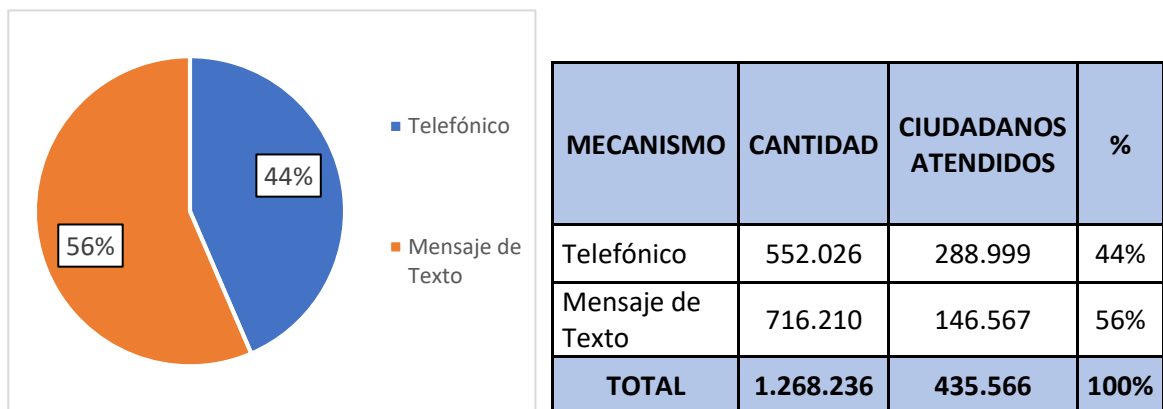 44%
56%
Telefónico
Mensaje de
Texto
MECANISMO CANTIDAD CIUDADANOS ATENDIDOS %
Telefónico 552.026 288.999 44%
Mensaje de Texto 716.210 146.567 56%
TOTAL 1.268.236 435.566 100%